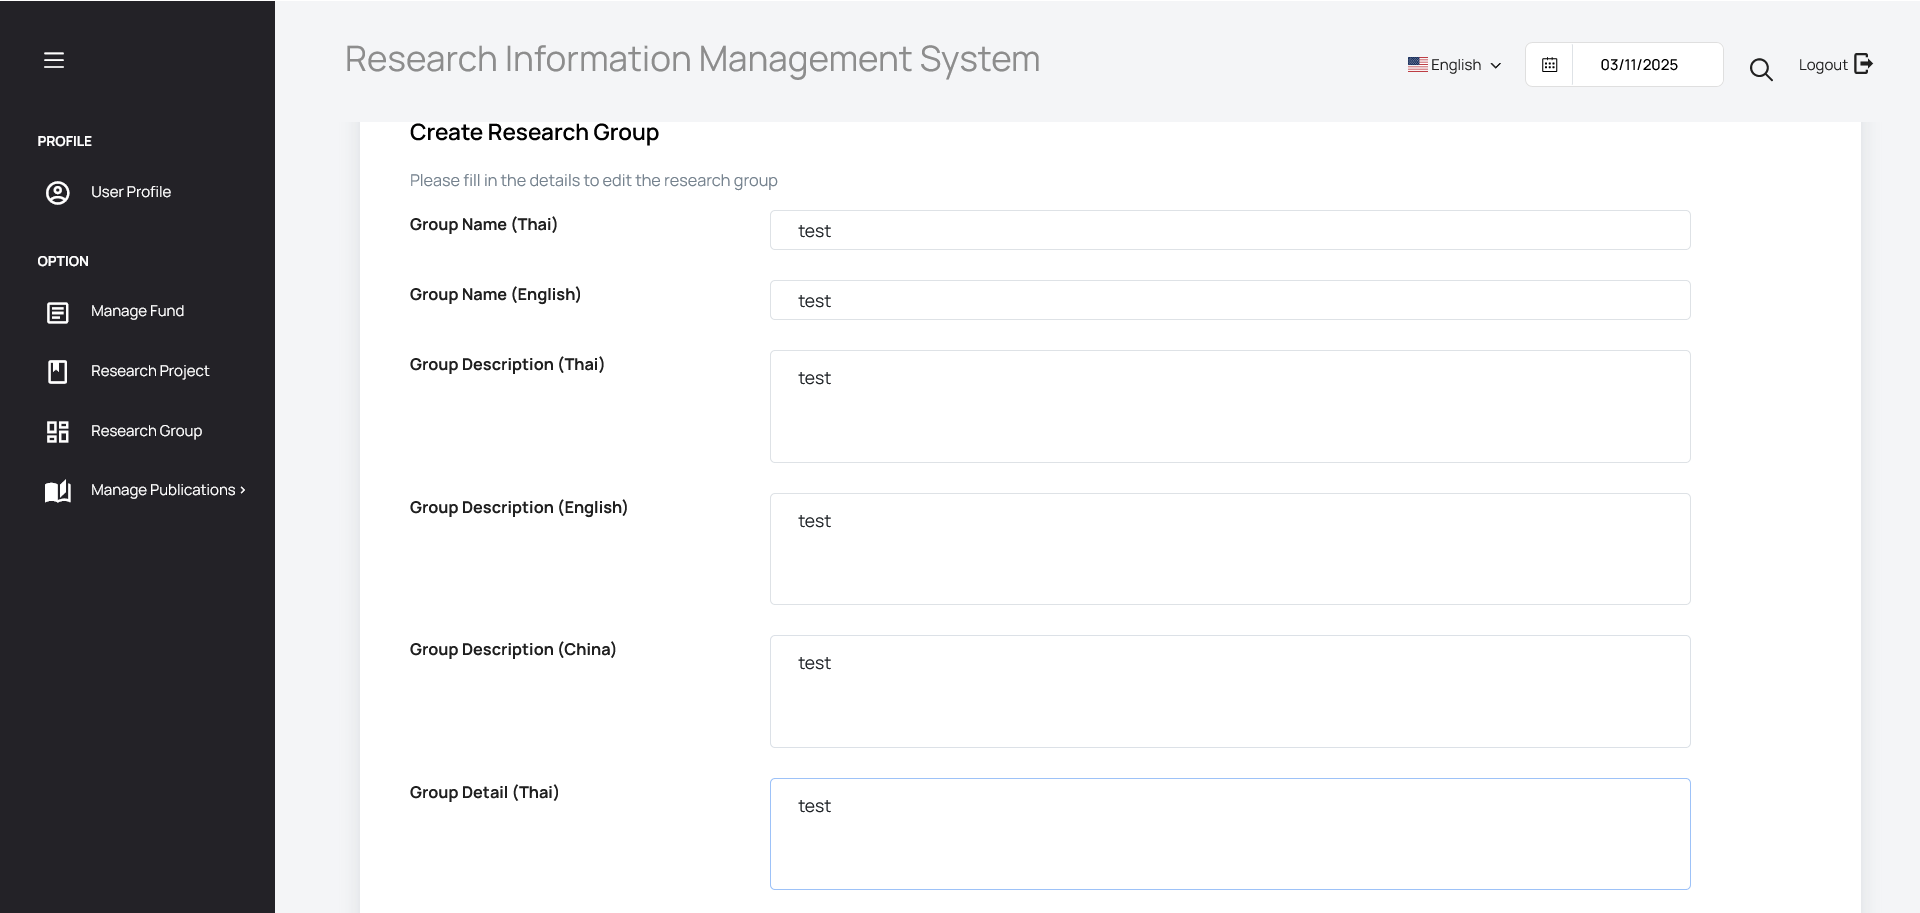 Research Information Management System
English
03/11/2025
Logout
PROFILE
User Profile
OPTION
Manage Fund
Research Project
Research Group
Manage Publications ›
Create Research Group
Please fill in the details to edit the research group
Group Name (Thai)
test
Group Name (English)
test
Group Description (Thai)
test
Group Description (English)
test
Group Description (China)
test
Group Detail (Thai)
test